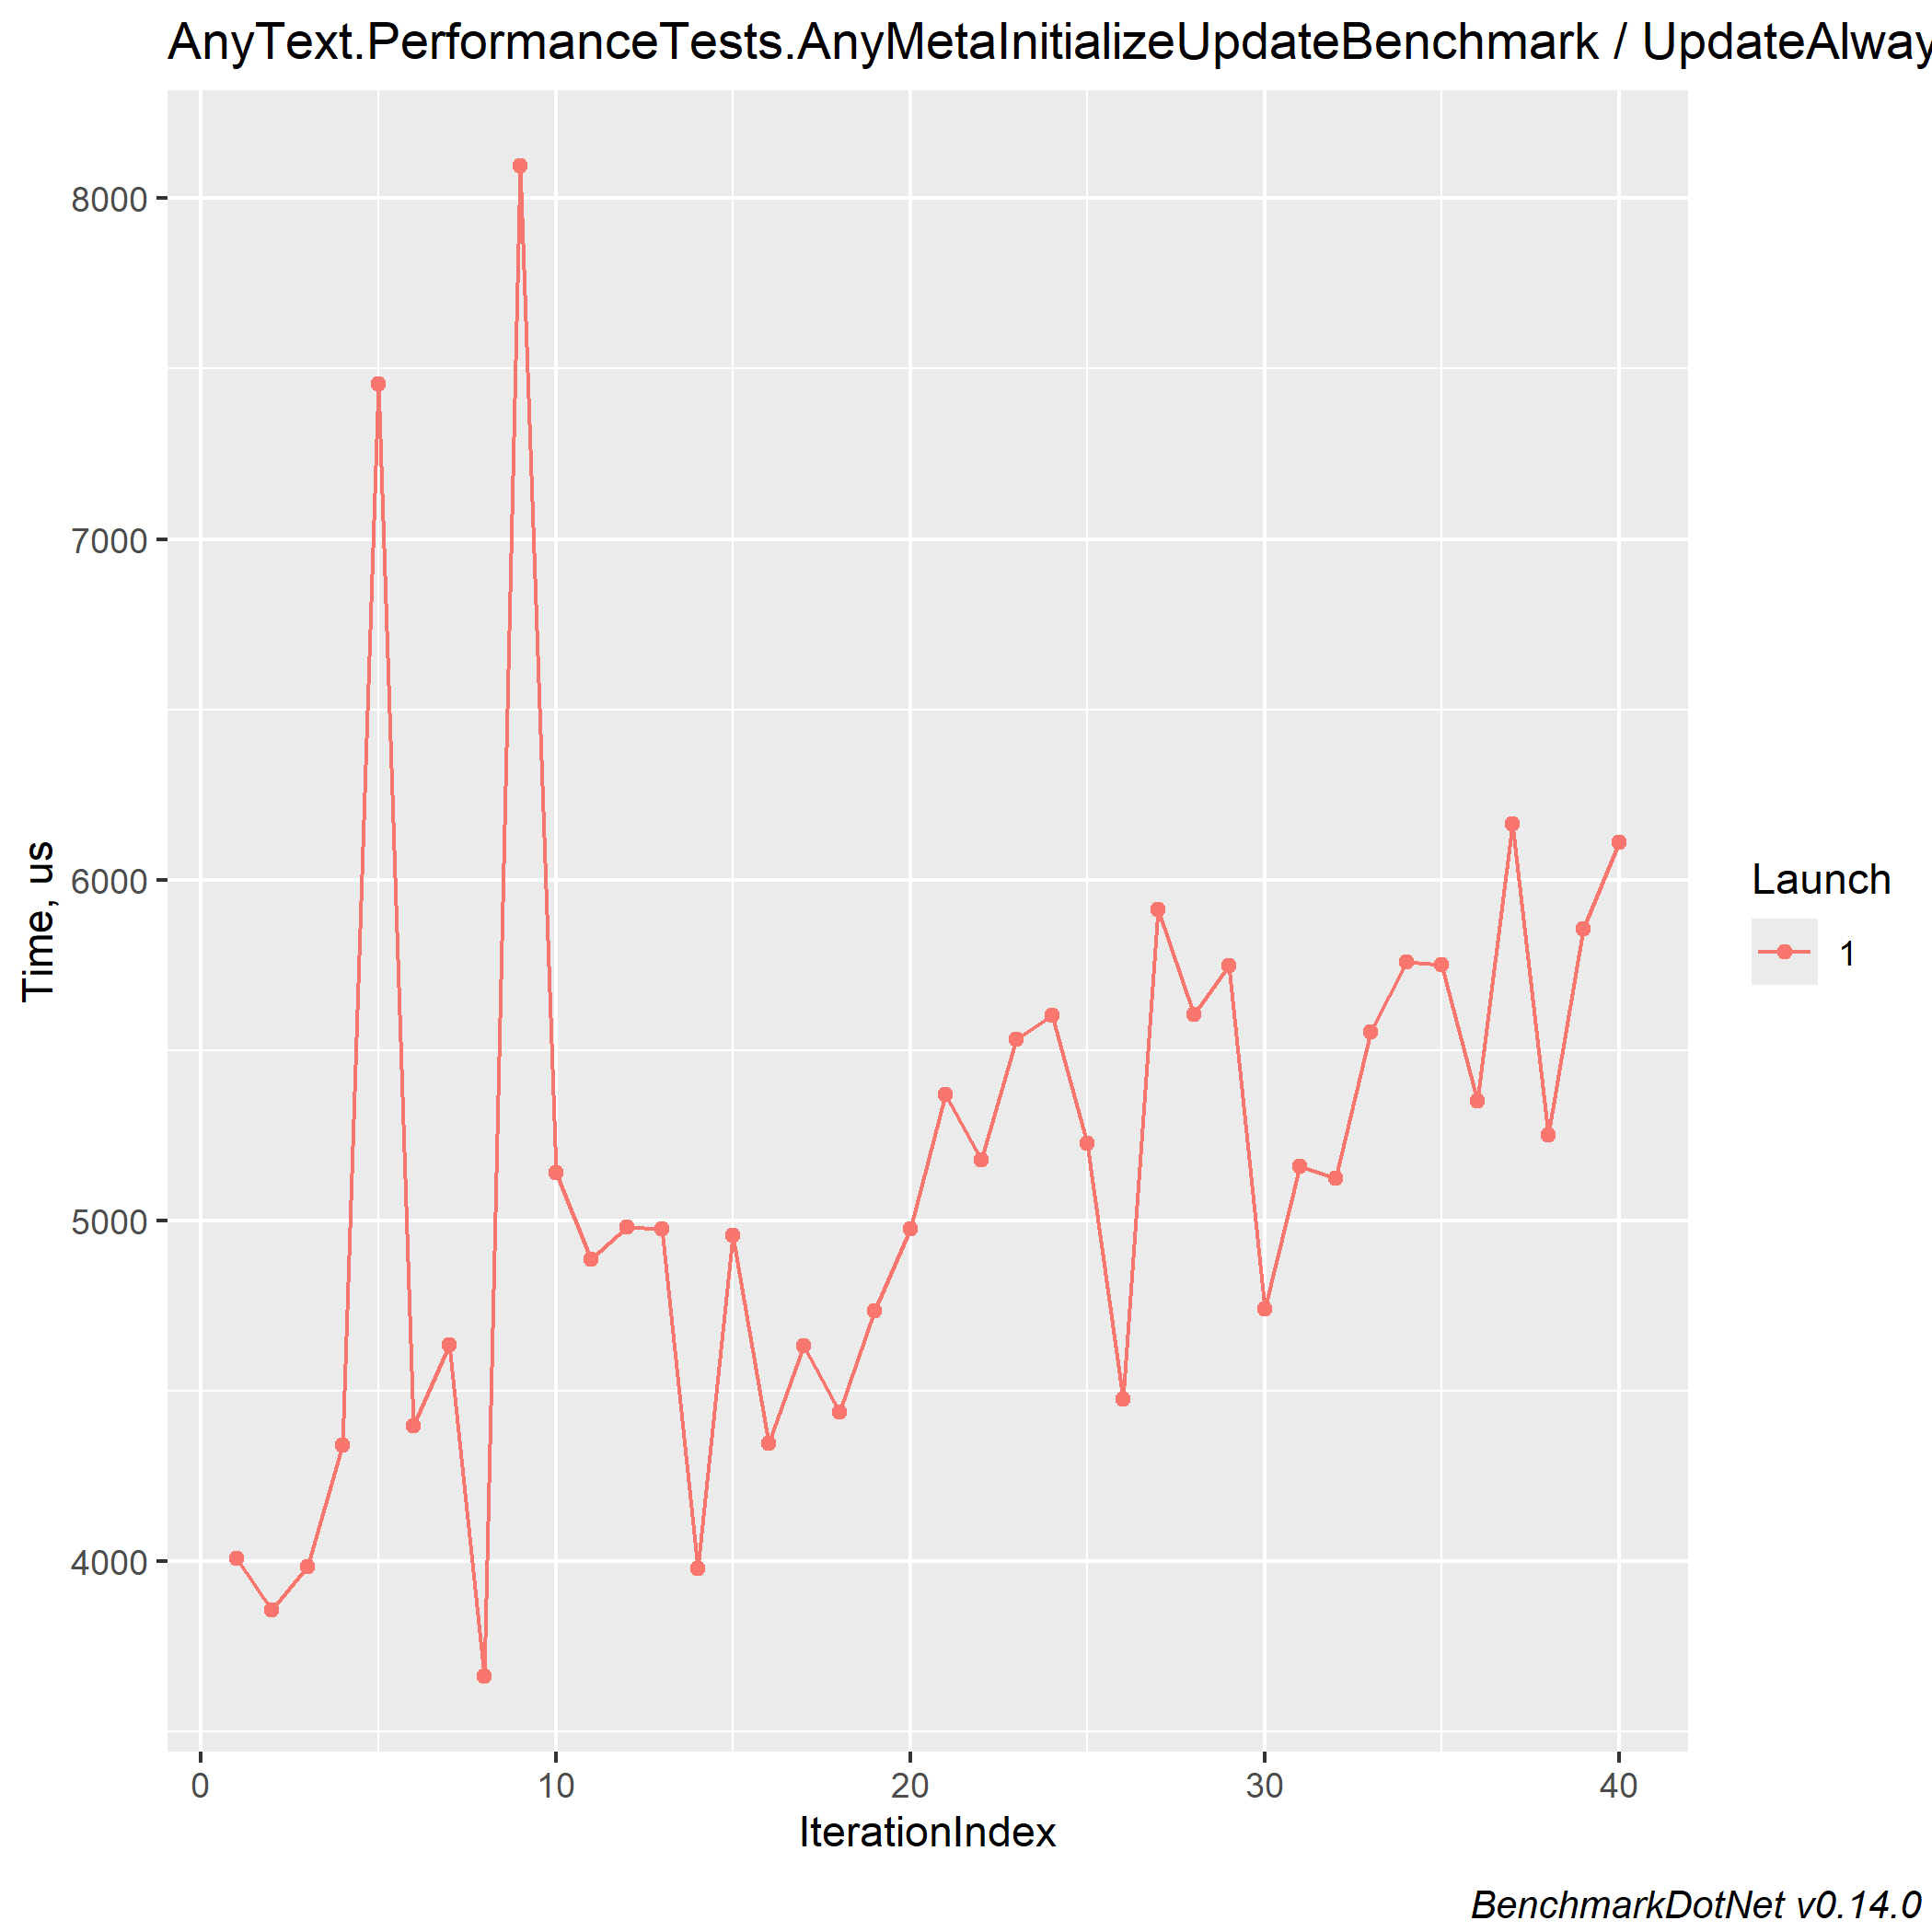 AnyText.PerformanceTests.AnyMetaInitializeUpdateBenchmark / UpdateAlway
8000
7000
6000
5000
4000
Time, us
0 10 20 30 40
IterationIndex
Launch
1
BenchmarkDotNet v0.14.0